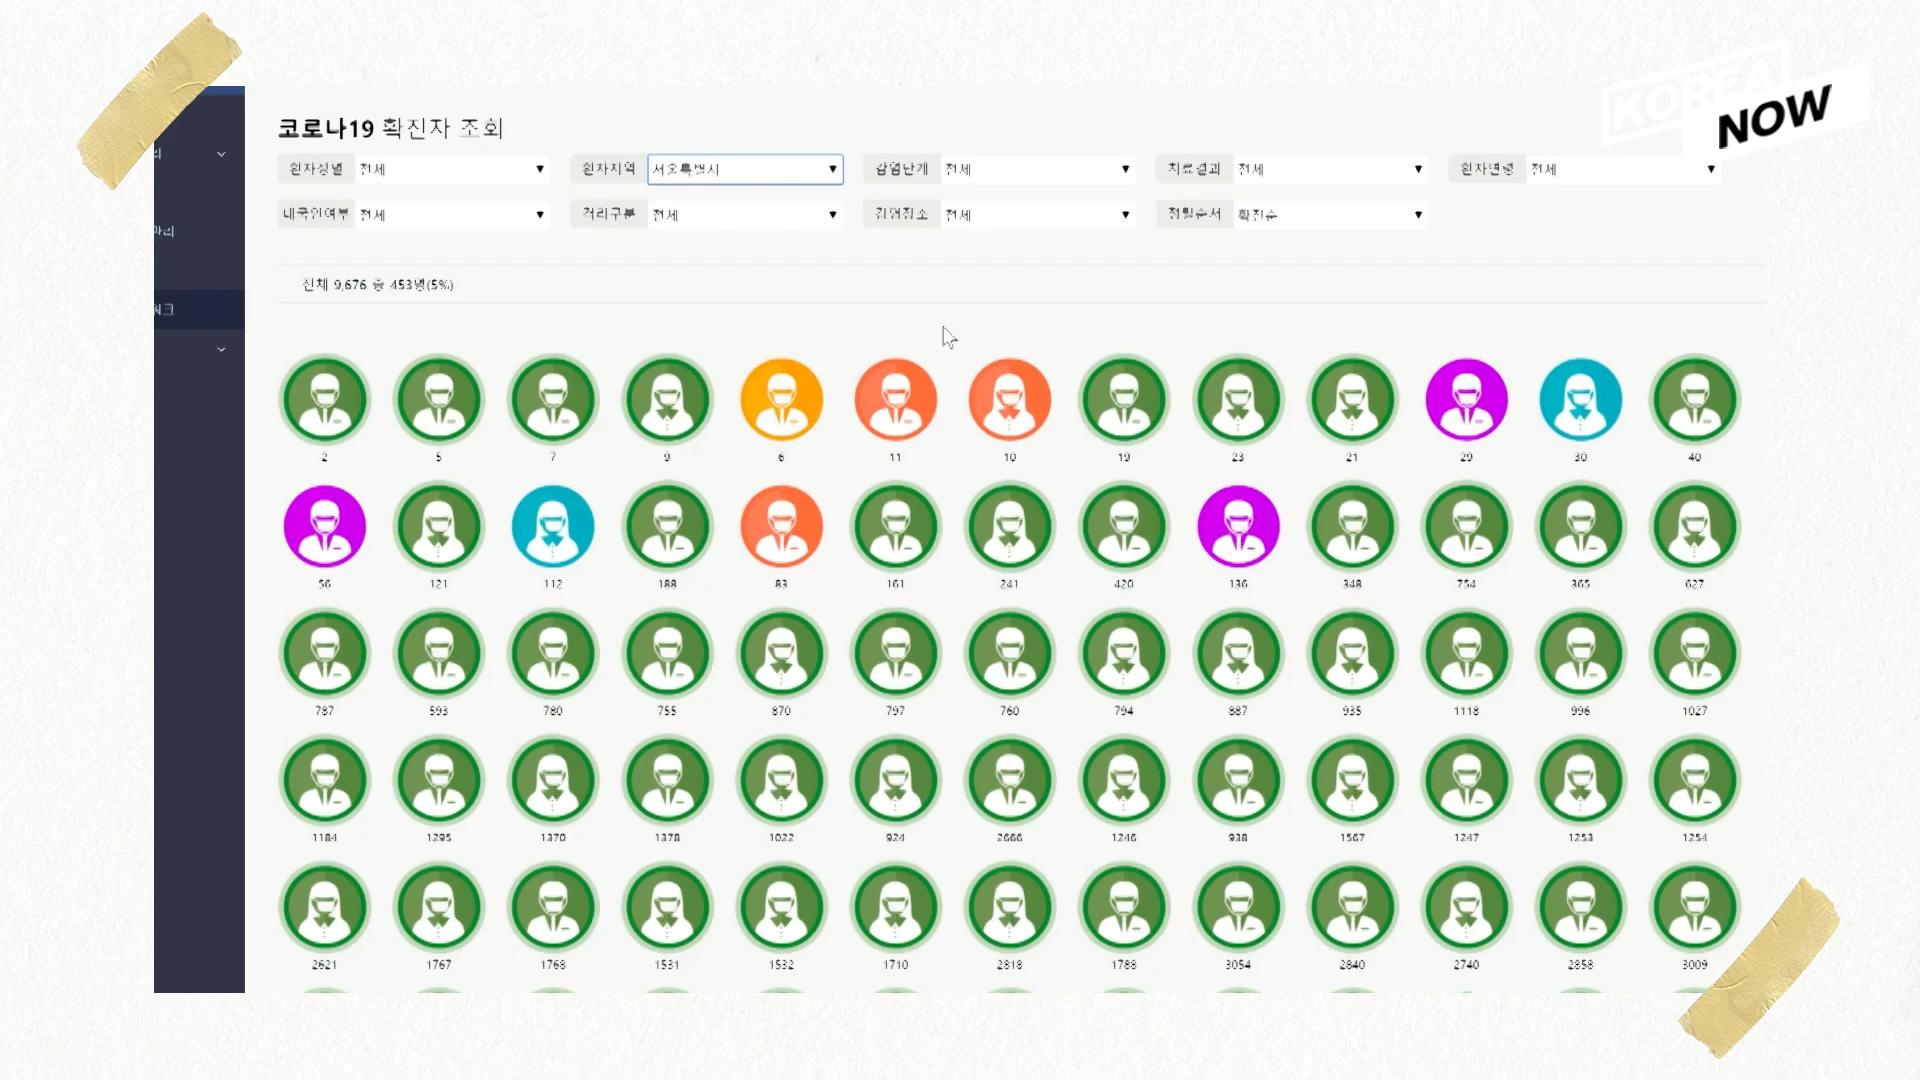 KOREA
NOW
코로나19 확진자 조회
환자성별 전체 환자지역 서울특별시 감염단계 전체 치료결과 전체 환자연령 전체
내국인여부 전체 격리구분 전체 감염장소 전체 정렬순서 확진순
관리
워크
전체 9,676 중 453명(5%)
2 5 7 9 6 11 10 19 23 21 29 30 40
56 121 112 188 83 161 241 420 136 348 754 365 627
787 593 780 755 870 797 760 794 887 935 1118 996 1027
1184 1295 1370 1378 1022 924 2666 1246 938 1567 1247 1253 1254
2621 1767 1768 1531 1532 1710 2818 1788 3054 2840 2740 2858 3009